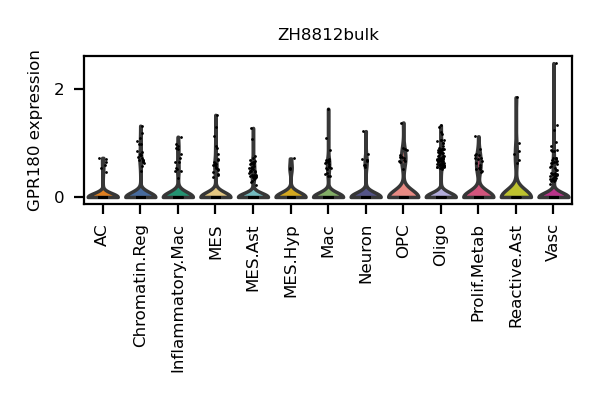 ZH8812bulk
GPR180 expression
2
0
AC
Chromatin.Reg
Inflammatory.Mac
MES
MES.Ast
MES.Hyp
Mac
Neuron
OPC
Oligo
Prolif.Metab
Reactive.Ast
Vasc